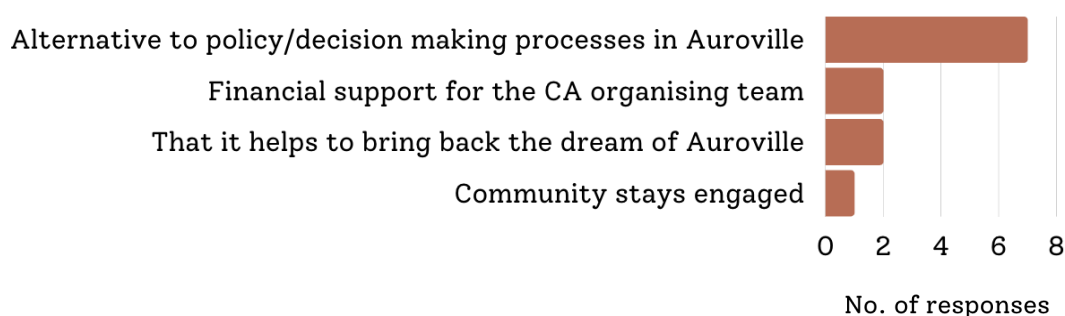 Alternative to policy/decision making processes in Auroville
Financial support for the CA organising team
That it helps to bring back the dream of Auroville
Community stays engaged
0 2 4 6 8
No. of responses